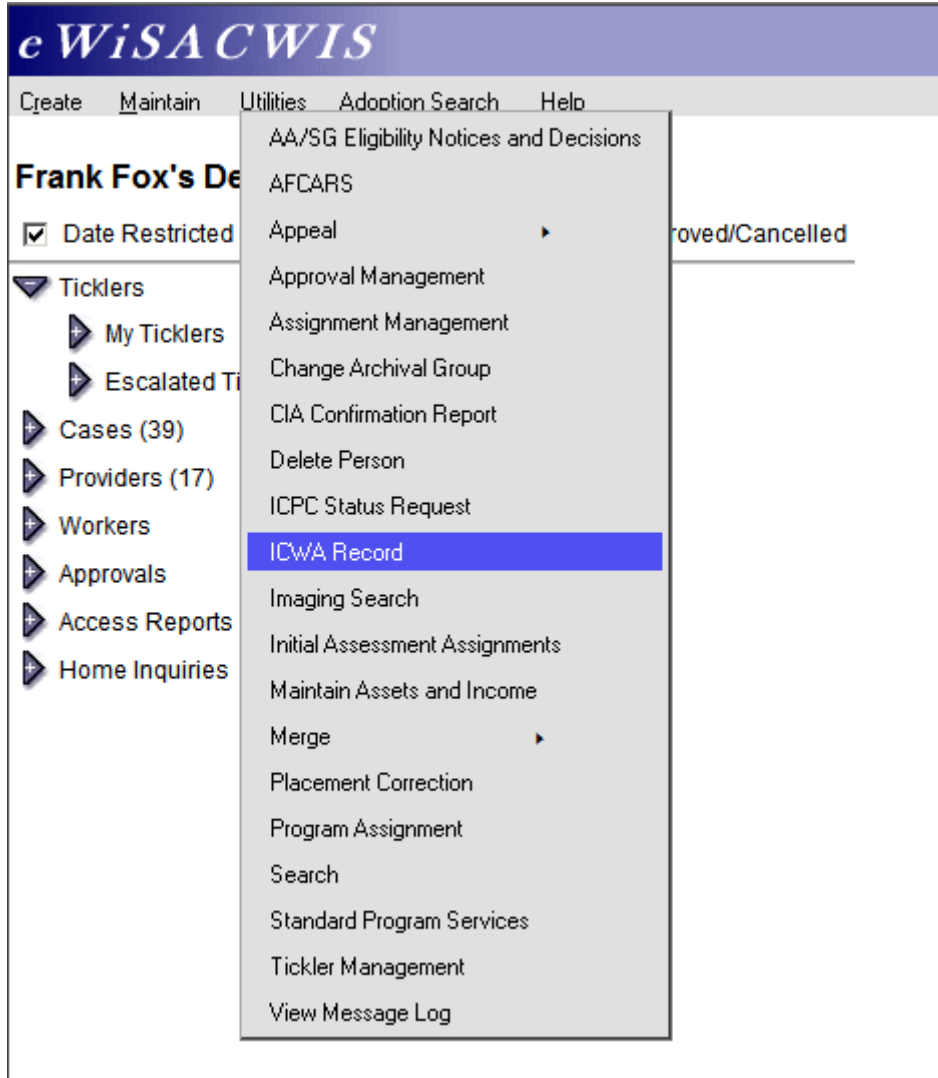 e WiSACWIS
Create Maintain Utilities Adoption Search Help
Frank Fox's De
Date Restricted
roved/Cancelled
Ticklers
My Ticklers
Escalated Ti
Cases (39)
Providers (17)
Workers
Approvals
Access Reports
Home Inquiries
AA/SG Eligibility Notices and Decisions
AFCARS
Appeal
Approval Management
Assignment Management
Change Archival Group
CIA Confirmation Report
Delete Person
ICPC Status Request
ICWA Record
Imaging Search
Initial Assessment Assignments
Maintain Assets and Income
Merge
Placement Correction
Program Assignment
Search
Standard Program Services
Tickler Management
View Message Log